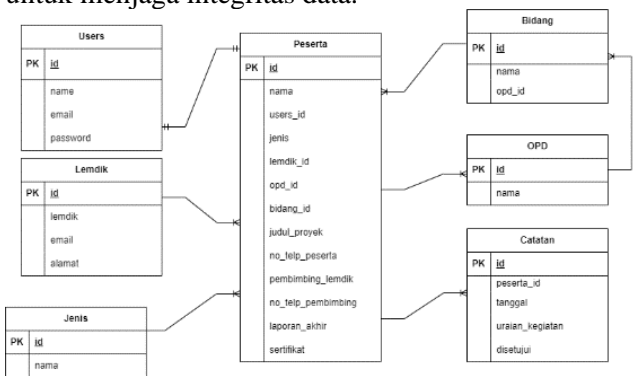 untuk menjaga integritas data.
Users
PK id
name
email
password
Lemdik
PK id
lemdik
email
alamat
Jenis
PK id
nama
Peserta
PK id
nama
users_id
jenis
lemdik_id
opd_id
bidang_id
judul_proyek
no_telp_peserta
pembimbing_lemdik
no_telp_pembimbing
laporan_akhir
sertifikat
Bidang
PK id
nama
opd_id
OPD
PK id
nama
Catatan
PK id
peserta_id
tanggal
uraian_kegiatan
disetujui